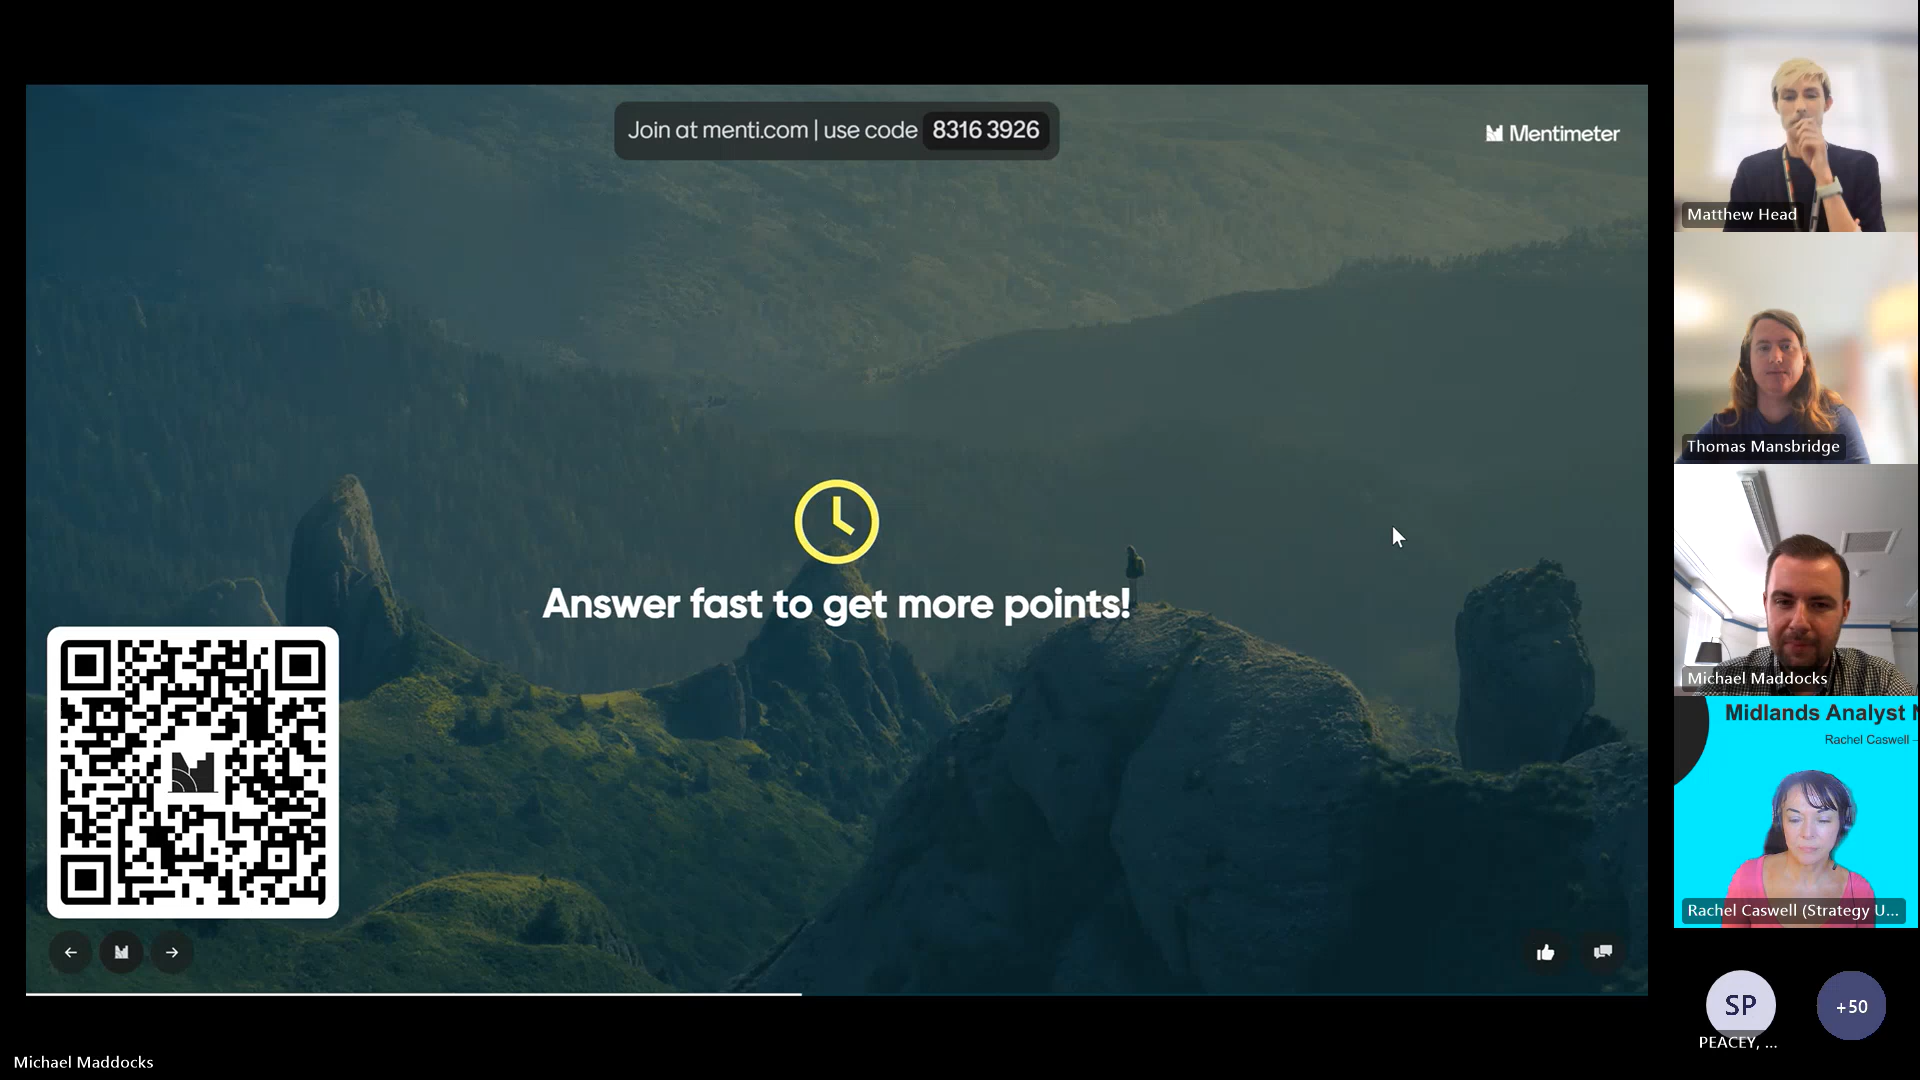 Join at menti.com | use code 8316 3926
Mentimeter
Answer fast to get more points!
Matthew Head
Thomas Mansbridge
Michael Maddocks
Midlands Analyst N
Rachel Caswell –
Rachel Caswell (Strategy U...
SP
+50
PEACEY, ...
Michael Maddocks